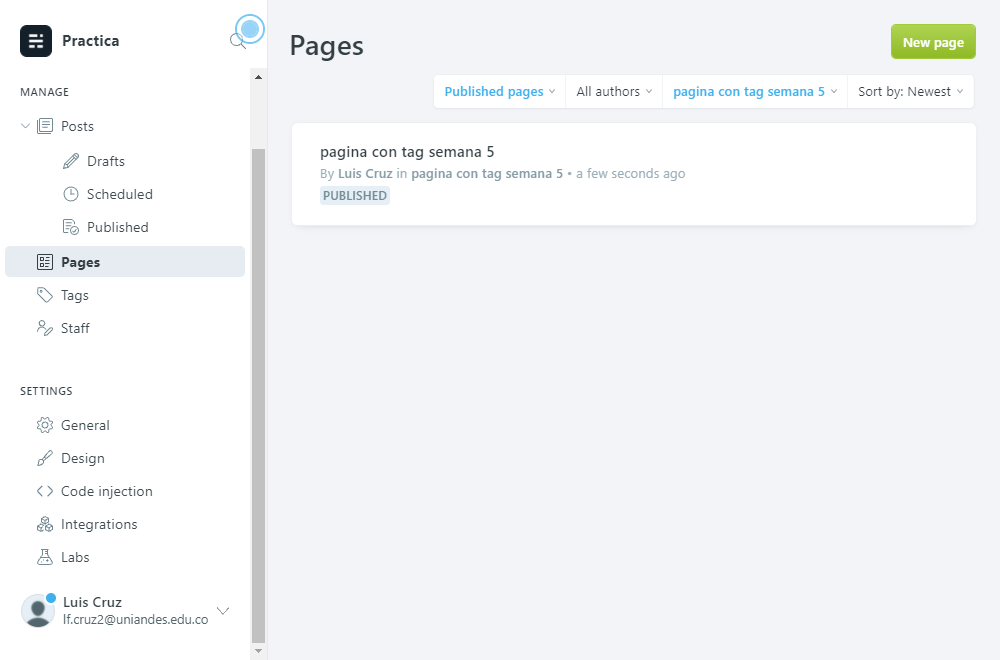 Practica
MANAGE
Posts
Drafts
Scheduled
Published
Pages
Tags
Staff
SETTINGS
General
Design
Code injection
Integrations
Labs
Luis Cruz
lf.cruz2@uniandes.edu.co
Pages
New page
Published pages All authors pagina con tag semana 5 Sort by: Newest
pagina con tag semana 5
By Luis Cruz in pagina con tag semana 5 • a few seconds ago
PUBLISHED